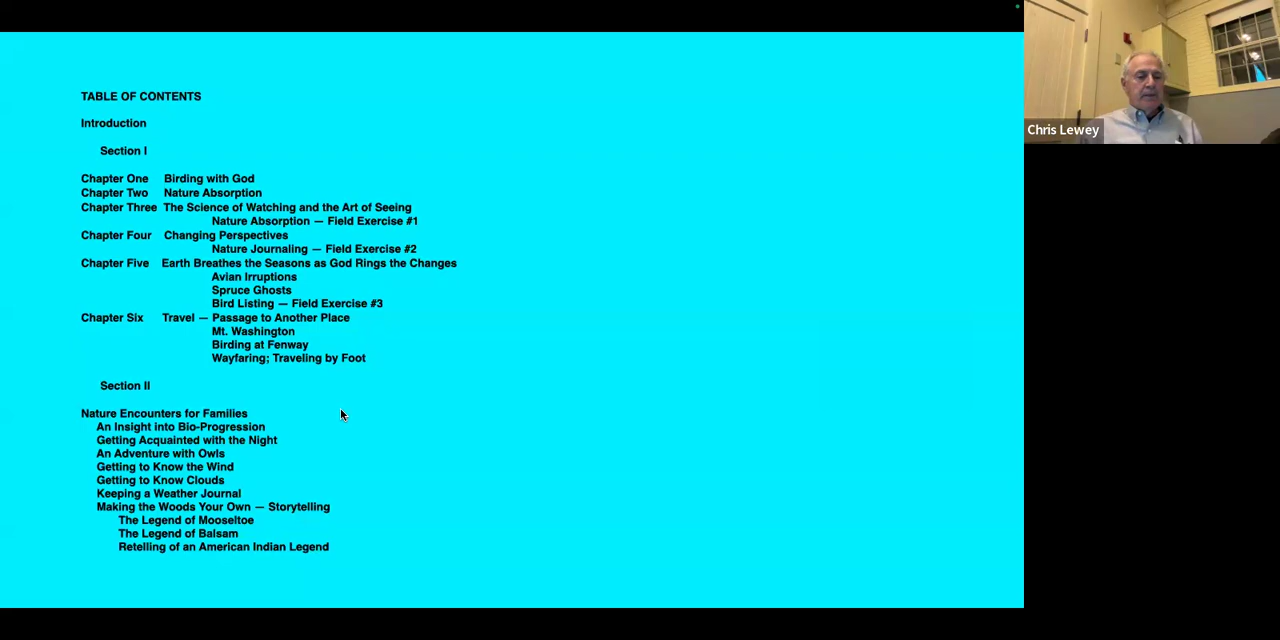 TABLE OF CONTENTS
Introduction
Section I
Chapter One Birding with God
Chapter Two Nature Absorption
Chapter Three The Science of Watching and the Art of Seeing
Nature Absorption — Field Exercise #1
Chapter Four Changing Perspectives
Nature Journaling — Field Exercise #2
Chapter Five Earth Breathes the Seasons as God Rings the Changes
Avian Irruptions
Spruce Ghosts
Bird Listing — Field Exercise #3
Chapter Six Travel — Passage to Another Place
Mt. Washington
Birding at Fenway
Wayfaring; Traveling by Foot
Section II
Nature Encounters for Families
An Insight into Bio-Progression
Getting Acquainted with the Night
An Adventure with Owls
Getting to Know the Wind
Getting to Know Clouds
Keeping a Weather Journal
Making the Woods Your Own — Storytelling
The Legend of Mooseltoe
The Legend of Balsam
Retelling of an American Indian Legend
Chris Lewey